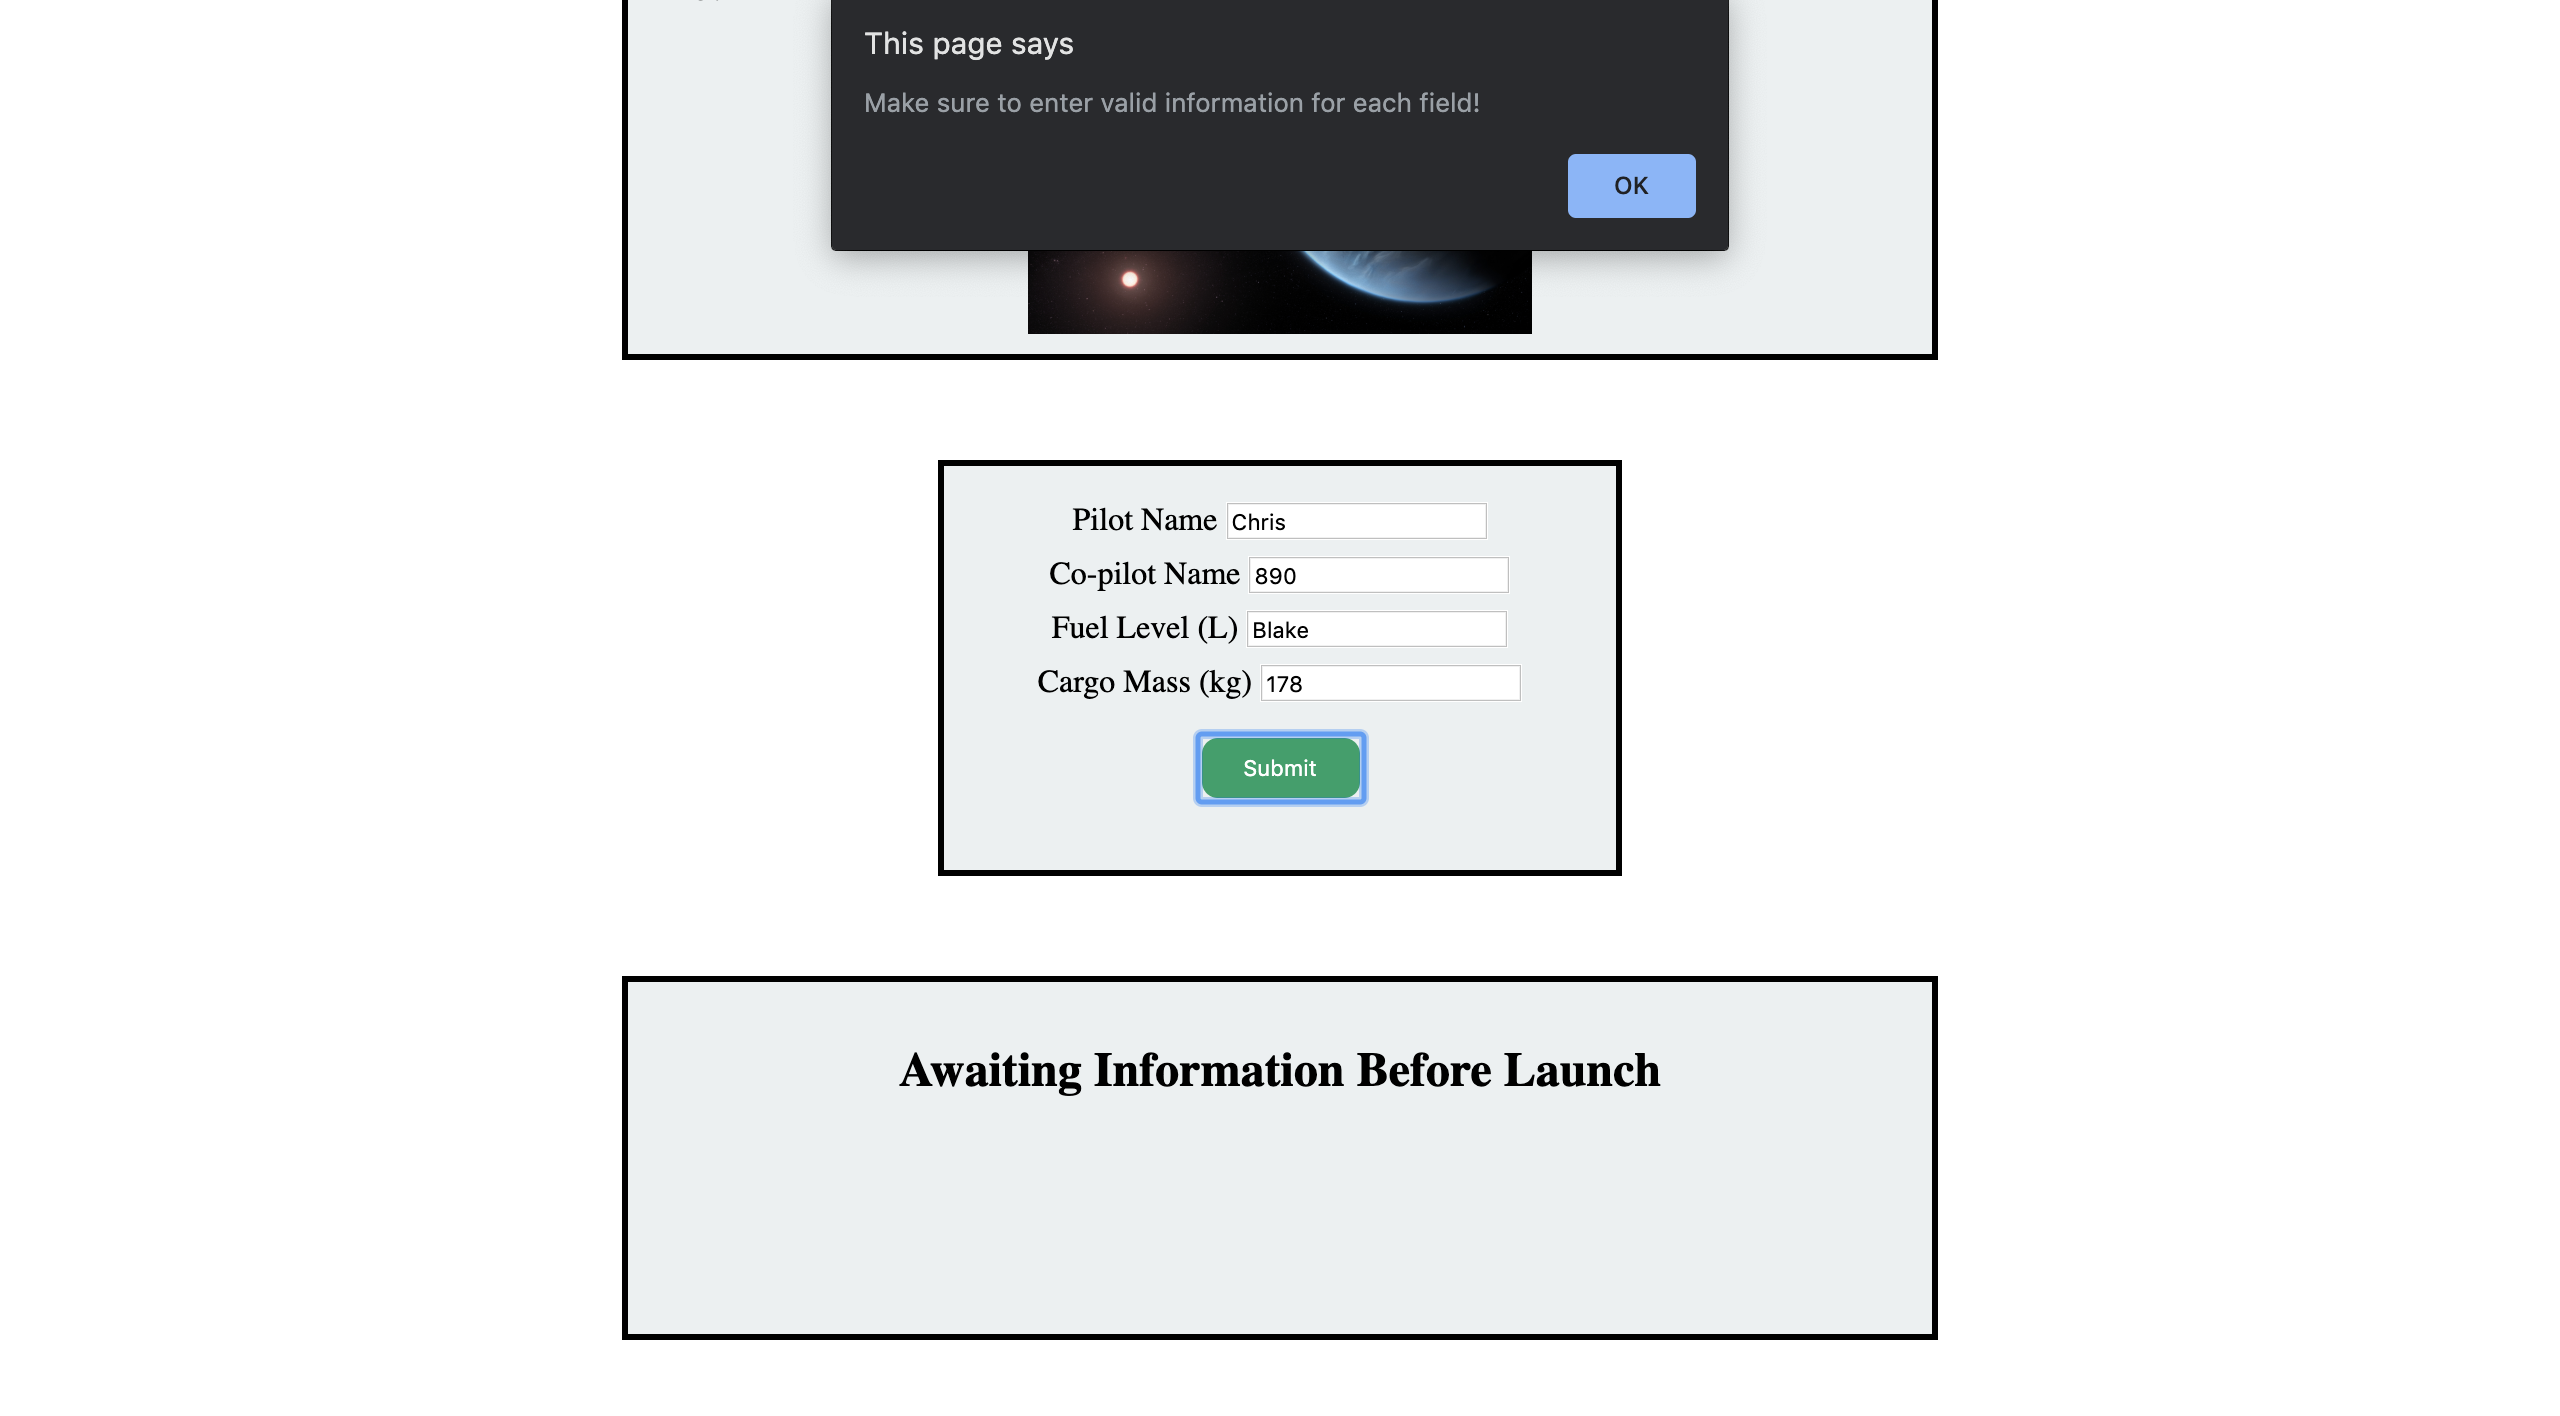 This page says
Make sure to enter valid information for each field!
OK
Pilot Name Chris
Co-pilot Name 890
Fuel Level (L) Blake
Cargo Mass (kg) 178
Submit
Awaiting Information Before Launch